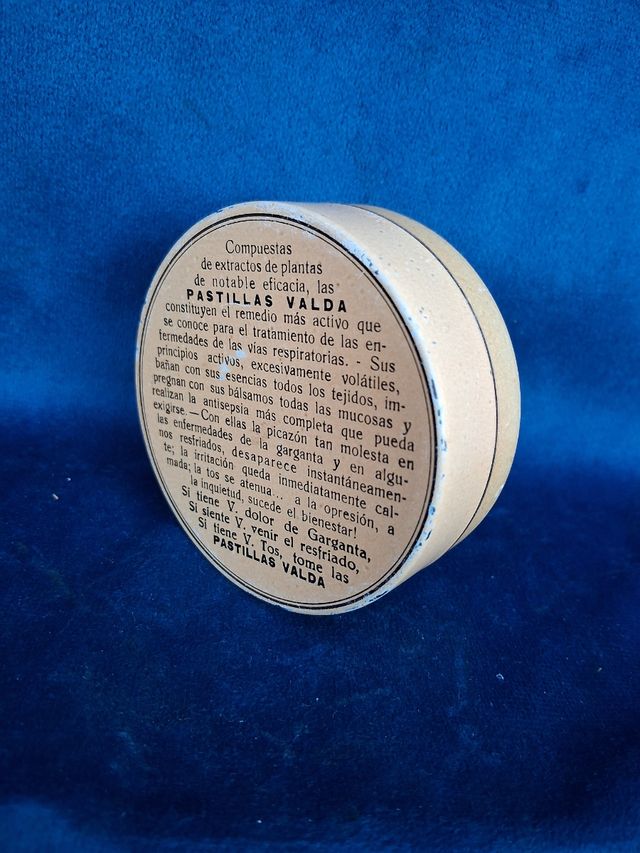 Compuestas
de extractos de plantas
de notable eficacia, las
PASTILLAS VALDA
constituyen el remedio más activo que
se conoce para el tratamiento de las en-
fermedades de las vías respiratorias. - Sus
principios activos, excesivamente volátiles,
bañan con sus esencias todos los tejidos, im-
pregnan con sus bálsamos todas las mucosas y
realizan la antisepsia más completa que pueda
exigirse. — Con ellas la picazón tan molesta en
las enfermedades de la garganta y en algu-
nos resfriados, desaparece instantáneamen-
te; la irritación queda inmediatamente cal-
mada; la tos se atenua... a la opresión, a
la inquietud, sucede el bienestar!
Si tiene V. dolor de Garganta,
Si siente V. venir el resfriado,
Si tiene V. Tos, tome las
PASTILLAS VALDA